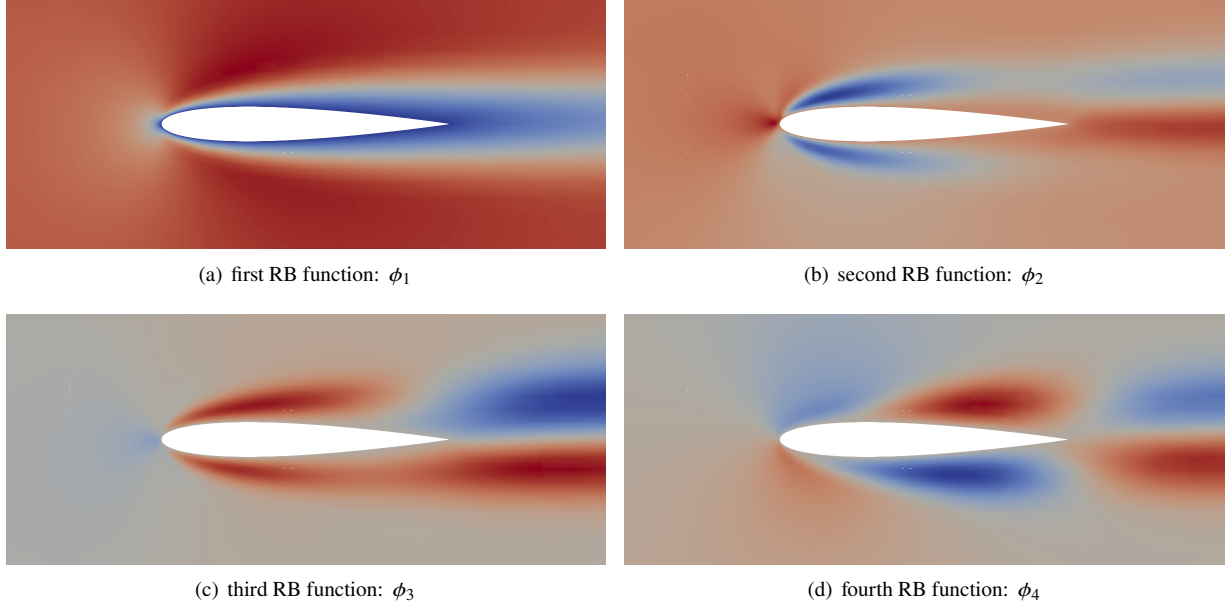 (a) first RB function: ϕ₁
(b) second RB function: ϕ₂
(c) third RB function: ϕ₃
(d) fourth RB function: ϕ₄